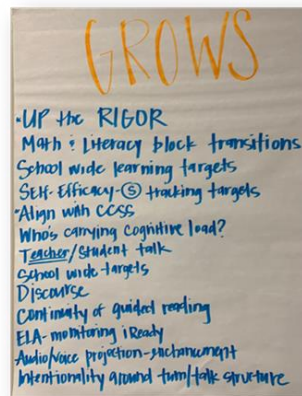 GROWS
•UP the RIGOR
Math & Literacy block transitions
School wide learning targets
Self-Efficacy-Ⓢ tracking targets
•Align with CCSS
Who's carrying cognitive load?
Teacher/Student talk
School wide targets
Discourse
Continuity of guided reading
ELA-monitoring iReady
Audio/voice projection-enchancement
Intentionality around turn/talk structure